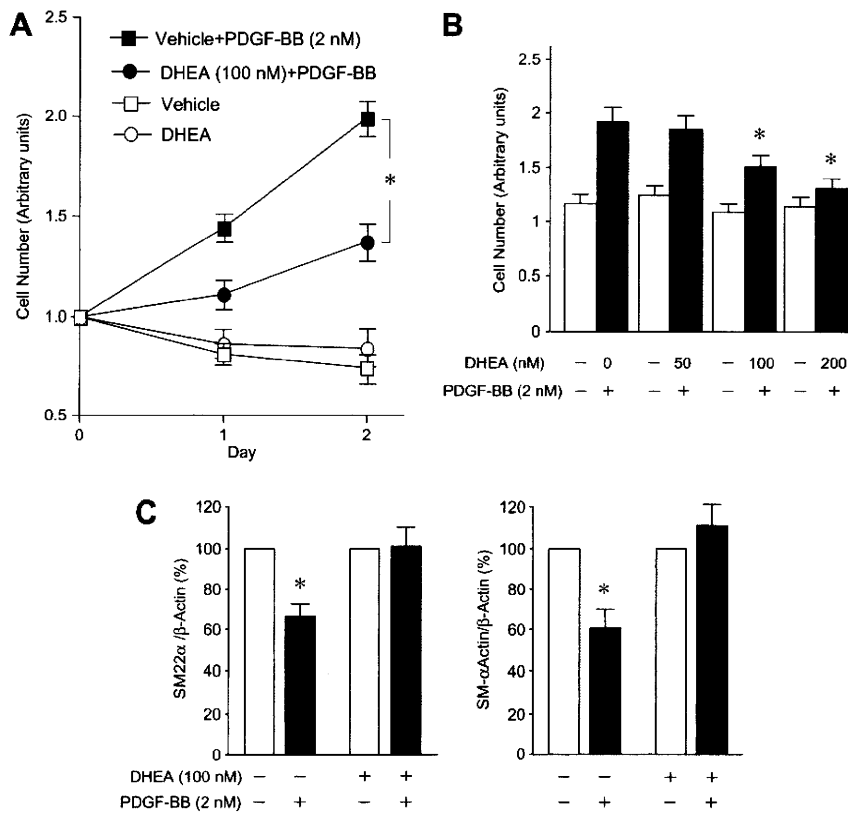 A
2.5
Vehicle+PDGF-BB (2 nM)
DHEA (100 nM)+PDGF-BB
Vehicle
DHEA
2.0
*
1.5
1.0
0.5
0 1 2
Day
Cell Number (Arbitrary units)
B
2.5
2
1.5
1
2.5
0
* *
Cell Number (Arbitrary units)
DHEA (nM) – 0 – 50 – 100 – 200
PDGF-BB (2 nM) – + – + – + – +
C
120
100
80
60
40
20
0
*
SM22α /β-Actin (%)
DHEA (100 nM) – – + +
PDGF-BB (2 nM) – + – +
120
100
80
60
40
20
0
*
SM-αActin/β-Actin (%)
– – + +
– + – +